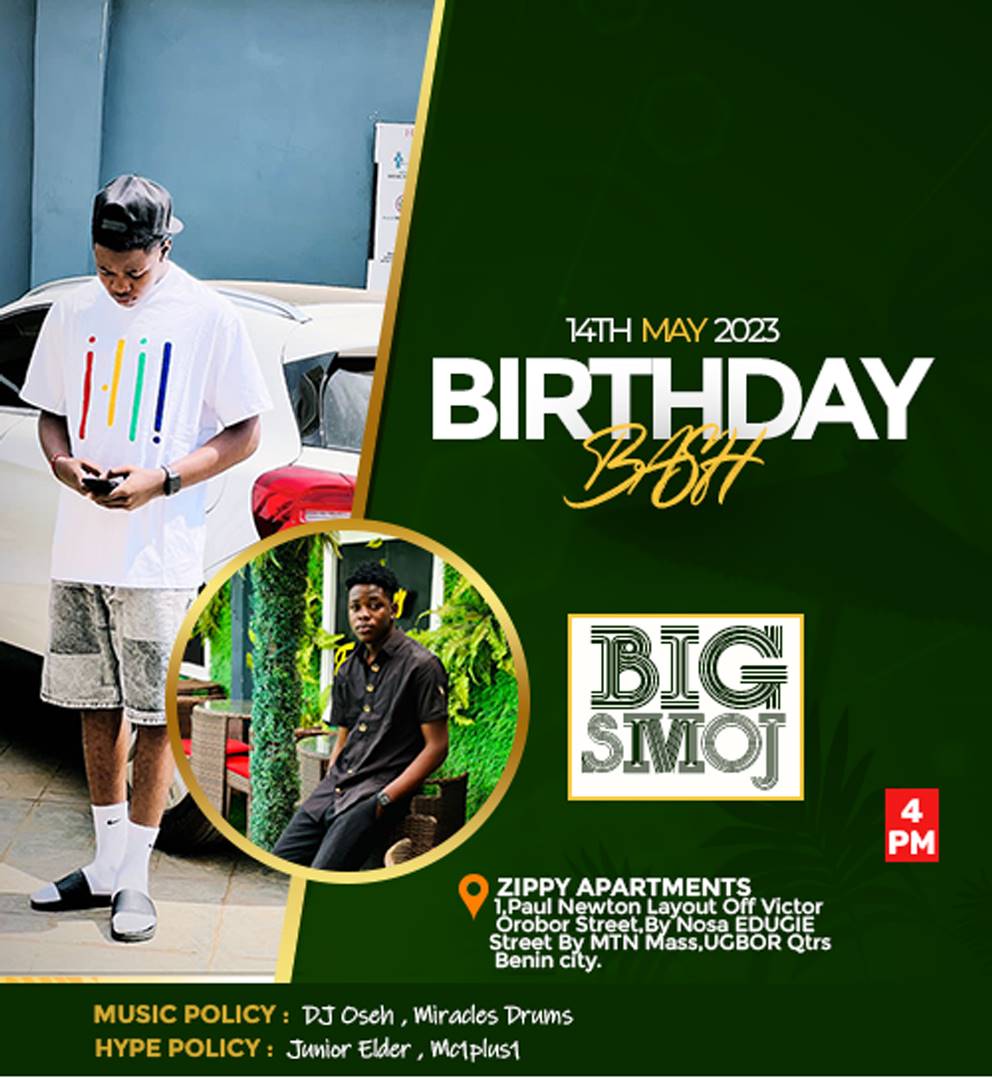 14TH MAY 2023
BIRTHDAY
BASH
BIG
SMOJ
4
PM
ZIPPY APARTMENTS
1,Paul Newton Layout Off Victor
Orobor Street,By Nosa EDUGIE
Street By MTN Mass,UGBOR Qtrs
Benin city.
MUSIC POLICY : DJ Oseh , Miracles Drums
HYPE POLICY : Junior Elder , Mc1plus1